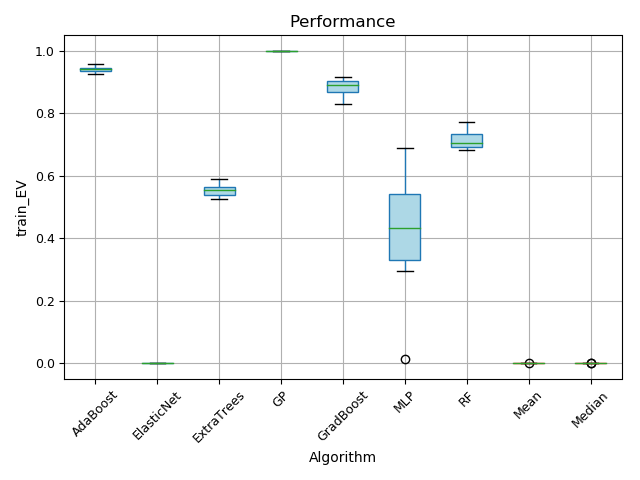 Performance
train_EV
1.0
0.8
0.6
0.4
0.2
0.0
AdaBoost
ElasticNet
ExtraTrees
GP
GradBoost
MLP
RF
Mean
Median
Algorithm